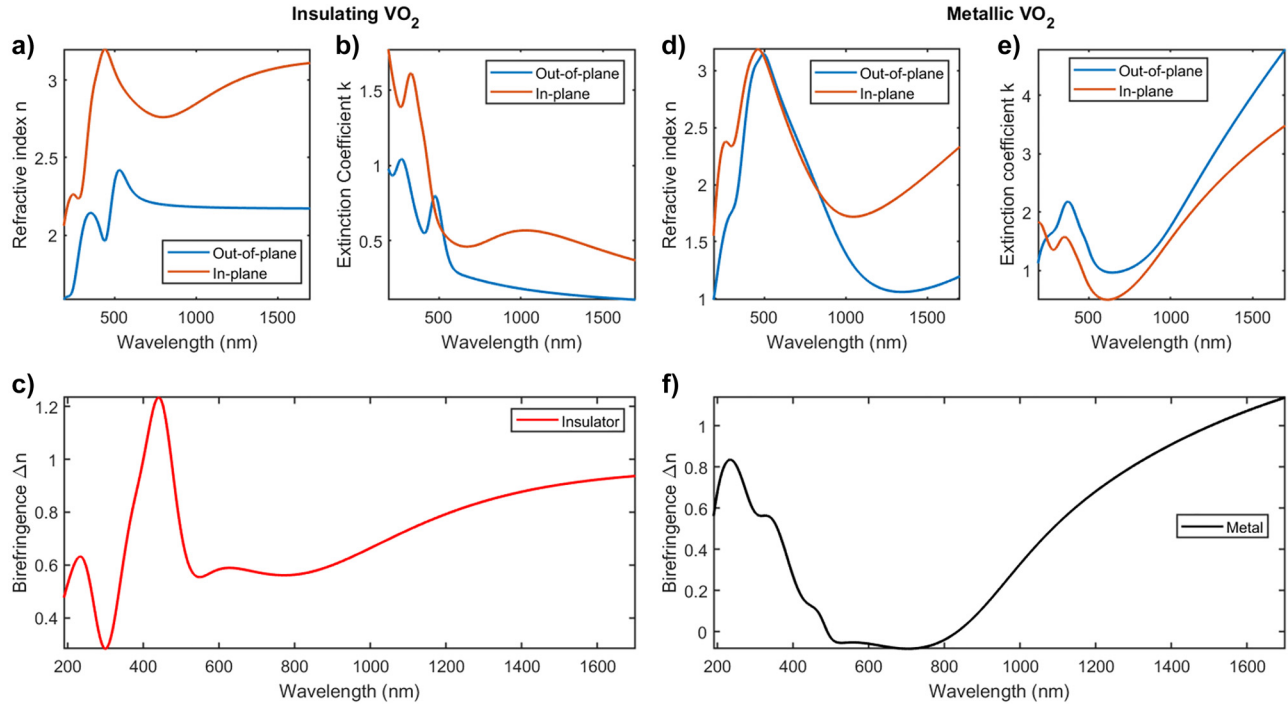 Insulating VO2
Metallic VO2
a)
Refractive index n
3
2.5
2
500
1000
1500
Wavelength (nm)
Out-of-plane
In-plane
b)
Extinction Coefficient k
1.5
1
0.5
500
1000
1500
Wavelength (nm)
Out-of-plane
In-plane
d)
Refractive index n
3
2.5
2
1.5
1
500
1000
1500
Wavelength (nm)
Out-of-plane
In-plane
e)
Extinction coefficient k
4
3
2
1
500
1000
1500
Wavelength (nm)
Out-of-plane
In-plane
c)
Birefringence Δn
1.2
1
0.8
0.6
0.4
200
400
600
800
1000
1200
1400
1600
Wavelength (nm)
Insulator
f)
Birefringence Δn
1
0.8
0.6
0.4
0.2
0
200
400
600
800
1000
1200
1400
1600
Wavelength (nm)
Metal